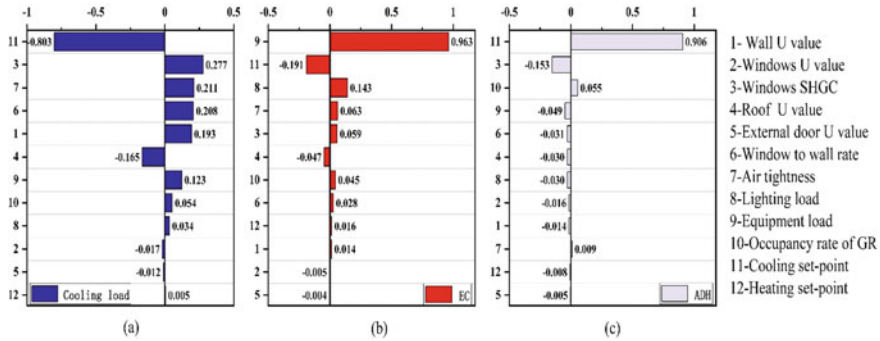 -1 -0.5 0 0.5
-0.5 0 0.5 1
-0.5 0 0.5 1
11 -0.803
3 0.277
7 0.211
6 0.208
1 0.193
4 -0.165
9 0.123
10 0.054
8 0.034
2 -0.017
5 -0.012
12 0.005
Cooling load
(a)
9 0.963
11 -0.191
8 0.143
7 0.063
3 0.059
4 -0.047
10 0.045
6 0.028
12 0.016
1 0.014
2 -0.005
5 -0.004
EC
(b)
11 0.906
3 -0.153
10 0.055
9 -0.049
6 -0.031
4 -0.030
8 -0.030
2 -0.016
1 -0.014
7 0.009
12 -0.008
5 -0.005
ADH
(c)
1- Wall U value
2-Windows U value
3-Windows SHGC
4-Roof U value
5-External door U value
6-Window to wall rate
7-Air tightness
8-Lighting load
9-Equipment load
10-Occupancy rate of GR
11-Cooling set-point
12-Heating set-point